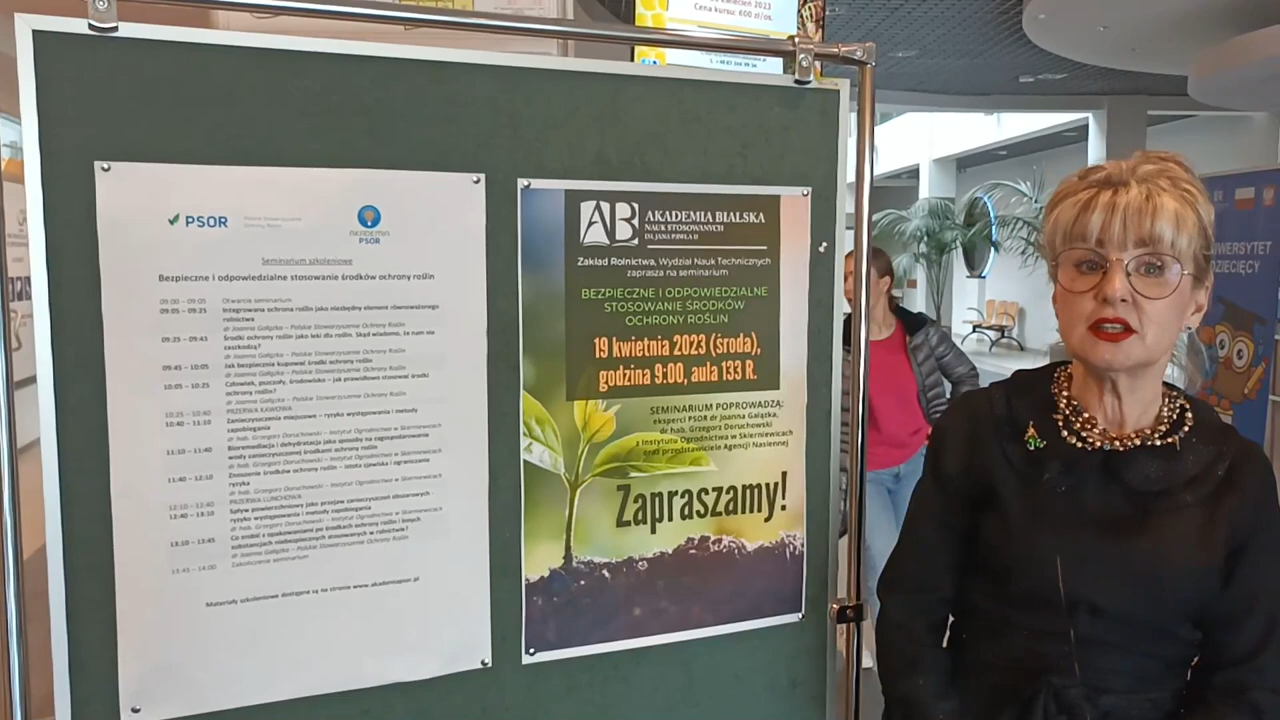 kwiecień 2023
Cena kursu: 600 zł/os.
PSOR
Polskie Stowarzyszenie
Ochrony Roślin
AKADEMIA
PSOR
Seminarium szkoleniowe
Bezpieczne i odpowiedzialne stosowanie środków ochrony roślin
09:00 – 09:05 Otwarcie seminarium
09:05 – 09:25 Integrowana ochrona roślin jako niezbędny element zrównoważonego
rolnictwa
dr Joanna Gałązka – Polskie Stowarzyszenie Ochrony Roślin
09:25 – 09:45 Środki ochrony roślin jako leki dla roślin. Skąd wiadomo, że nam nie
zaszkodzą?
dr Joanna Gałązka – Polskie Stowarzyszenie Ochrony Roślin
09:45 – 10:05 Jak bezpiecznie kupować środki ochrony roślin
dr Joanna Gałązka – Polskie Stowarzyszenie Ochrony Roślin
10:05 – 10:25 Człowiek, pszczoły, środowisko – jak prawidłowo stosować środki
ochrony roślin?
dr Joanna Gałązka – Polskie Stowarzyszenie Ochrony Roślin
10:25 – 10:40 PRZERWA KAWOWA
10:40 – 11:10 Zanieczyszczenia miejscowe – ryzyko występowania i metody
zapobiegania
dr hab. Grzegorz Doruchowski – Instytut Ogrodnictwa w Skierniewicach
11:10 – 11:40 Bioremediacja i dehydratacja jako sposoby na zagospodarowanie
wody zanieczyszczonej środkami ochrony roślin
dr hab. Grzegorz Doruchowski – Instytut Ogrodnictwa w Skierniewicach
11:40 – 12:10 Znoszenie środków ochrony roślin – istota zjawiska i ograniczanie
ryzyka
dr hab. Grzegorz Doruchowski – Instytut Ogrodnictwa w Skierniewicach
12:10 – 12:40 PRZERWA LUNCHOWA
12:40 – 13:10 Spływ powierzchniowy jako przejaw zanieczyszczeń obszarowych -
ryzyko występowania i metody zapobiegania
dr hab. Grzegorz Doruchowski – Instytut Ogrodnictwa w Skierniewicach
13:10 – 13:45 Co zrobić z opakowaniami po środkach ochrony roślin i innych
substancjach niebezpiecznych stosowanych w rolnictwie?
dr Joanna Gałązka – Polskie Stowarzyszenie Ochrony Roślin
13:45 – 14:00 Zakończenie seminarium
Materiały szkoleniowe dostępne są na stronie www.akademiapsor.pl
AB AKADEMIA BIALSKA
NAUK STOSOWANYCH
IM. JANA PAWŁA II
Zakład Rolnictwa, Wydział Nauk Technicznych
zaprasza na seminarium
BEZPIECZNE I ODPOWIEDZIALNE
STOSOWANIE ŚRODKÓW
OCHRONY ROŚLIN
19 kwietnia 2023 (środa),
godzina 9:00, aula 133 R.
SEMINARIUM POPROWADZĄ:
eksperci PSOR dr Joanna Gałązka,
dr hab. Grzegorz Doruchowski
z Instytutu Ogrodnictwa w Skierniewicach
oraz przedstawiciele Agencji Nasiennej
Zapraszamy!
UNIWERSYTET
DZIECIĘCY